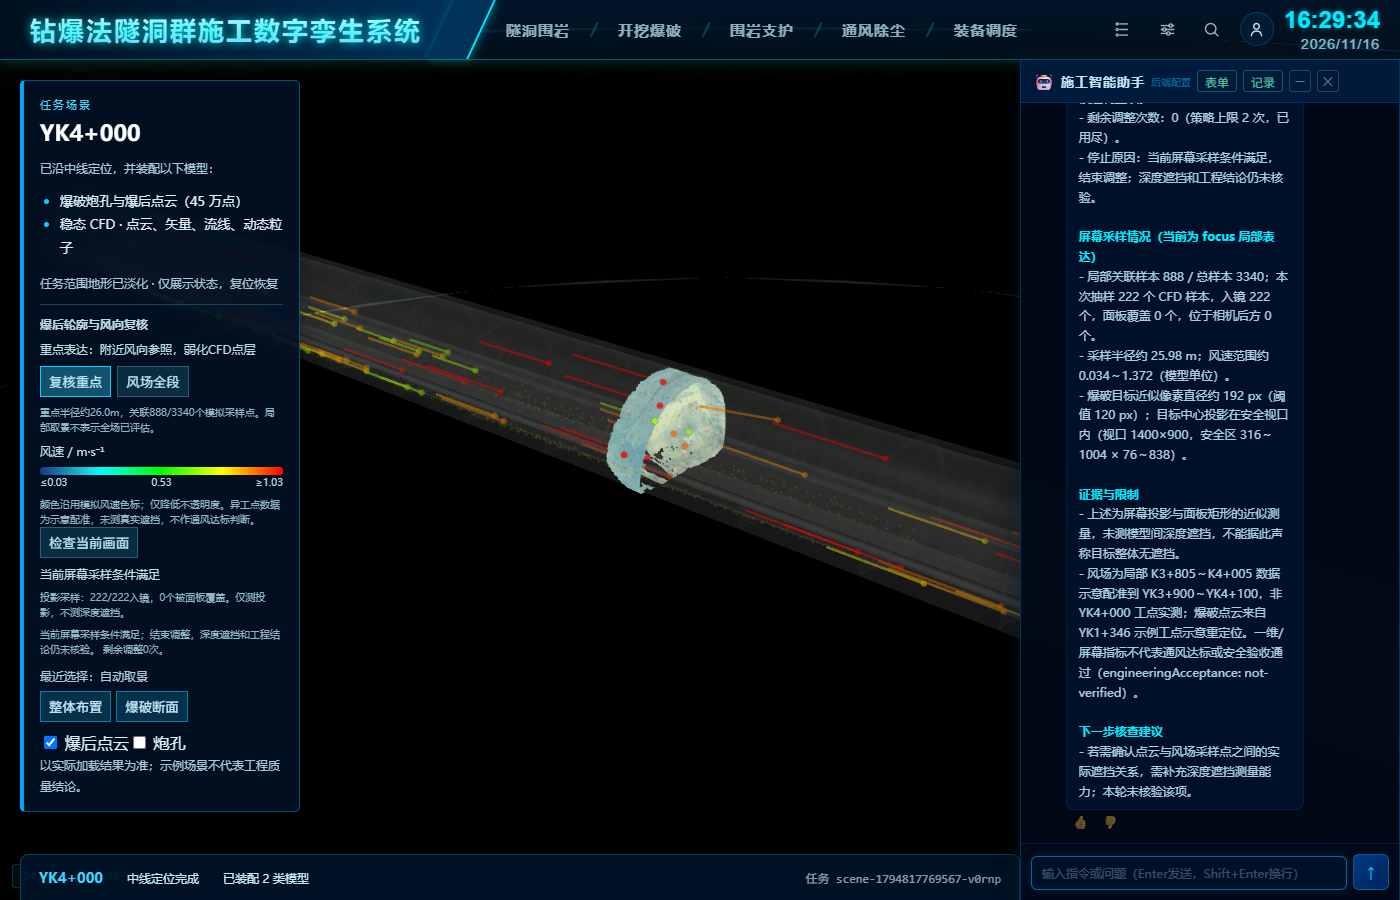 钻爆法隧洞群施工数字孪生系统
隧洞围岩 / 开挖爆破 / 围岩支护 / 通风除尘 / 装备调度
16:29:34
2026/11/16
任务场景
YK4+000
已沿中线定位，并装配以下模型：
爆破炮孔与爆后点云（45 万点）
稳态 CFD · 点云、矢量、流线、动态粒
子
任务范围地形已淡化 · 仅展示状态，复位恢复
爆后轮廓与风向复核
重点表达：附近风向参照，弱化CFD点层
复核重点 风场全段
重点半径约26.0m，关联888/3340个模拟采样点。局
部取景不表示全场已评估。
风速 / m·s⁻¹
≤0.03 0.53 ≥1.03
颜色沿用模拟风速色标；仅降低不透明度。异工点数据
为示意配准，未测真实遮挡，不作通风达标判断。
检查当前画面
当前屏幕采样条件满足
投影采样：222/222入镜，0个被面板覆盖。仅测投
影，不测深度遮挡。
当前屏幕采样条件满足；结束调整，深度遮挡和工程结
论仍未核验。 剩余调整0次。
最近选择：自动取景
整体布置 爆破断面
爆后点云 炮孔
以实际加载结果为准；示例场景不代表工程质
量结论。
YK4+000 中线定位完成 已装配 2 类模型
任务 scene-1794817769567-v0rnp
施工智能助手 后端配置 表单 记录
- 剩余调整次数：0（策略上限 2 次，已
用尽）。
- 停止原因：当前屏幕采样条件满足，
结束调整；深度遮挡和工程结论仍未核
验。
屏幕采样情况（当前为 focus 局部表
达）
- 局部关联样本 888 / 总样本 3340；本
次抽样 222 个 CFD 样本，入镜 222
个，面板覆盖 0 个，位于相机后方 0
个。
- 采样半径约 25.98 m；风速范围约
0.034～1.372（模型单位）。
- 爆破目标近似像素直径约 192 px（阈
值 120 px）；目标中心投影在安全视口
内（视口 1400×900，安全区 316～
1004 × 76～838）。
证据与限制
- 上述为屏幕投影与面板矩形的近似测
量，未测模型间深度遮挡，不能据此声
称目标整体无遮挡。
- 风场为局部 K3+805～K4+005 数据
示意配准到 YK3+900～YK4+100，非
YK4+000 工点实测；爆破点云来自
YK1+346 示例工点示意重定位。一维/
屏幕指标不代表通风达标或安全验收通
过（engineeringAcceptance: not-
verified）。
下一步核查建议
- 若需确认点云与风场采样点之间的实
际遮挡关系，需补充深度遮挡测量能
力；本轮未核验该项。
输入指令或问题（Enter发送，Shift+Enter换行）